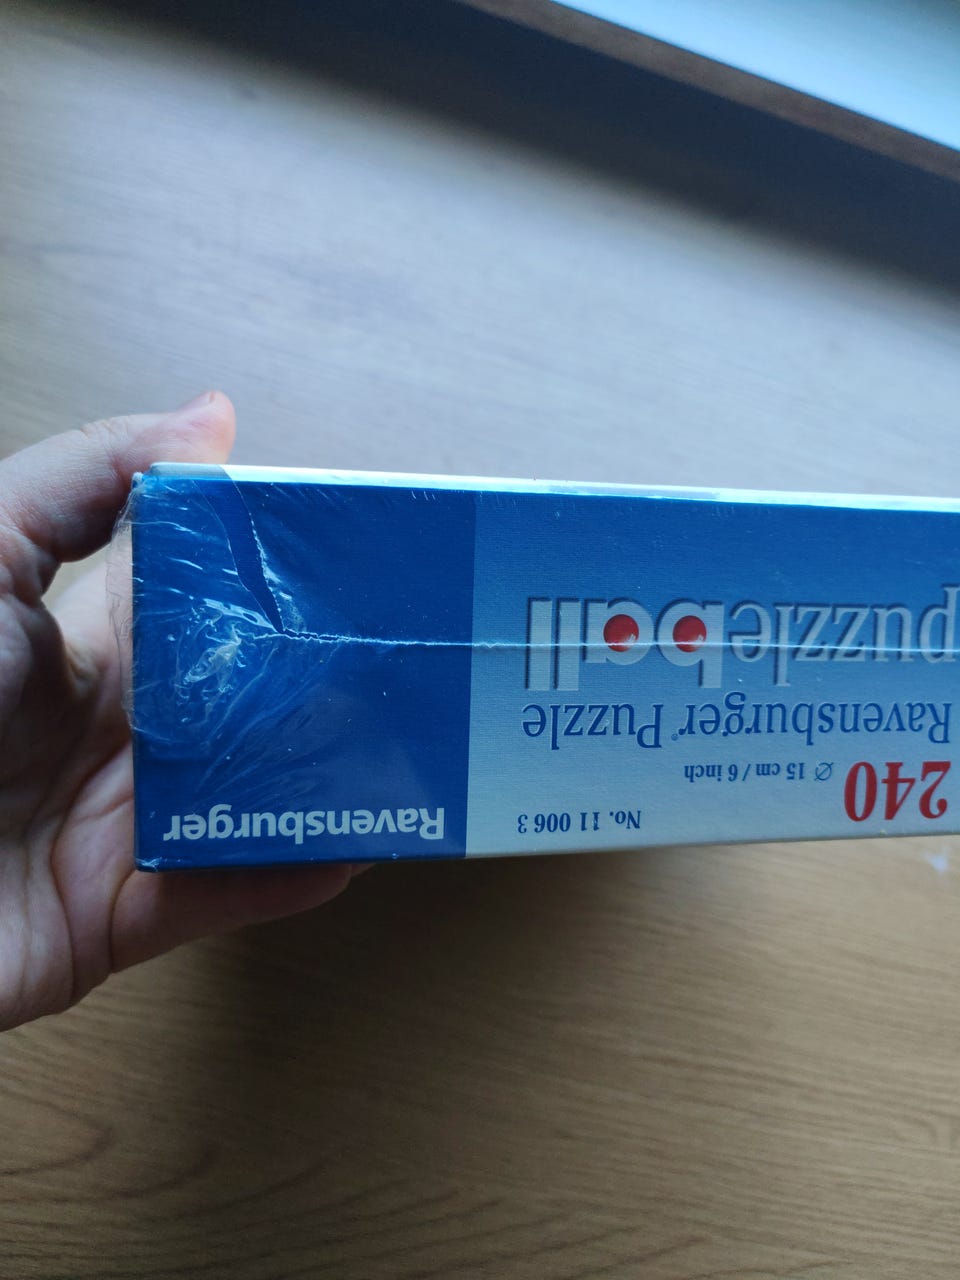 puzzleball
Ravensburger® Puzzle
240 Ø 15 cm / 6 inch
No. 11 006 3
Ravensburger